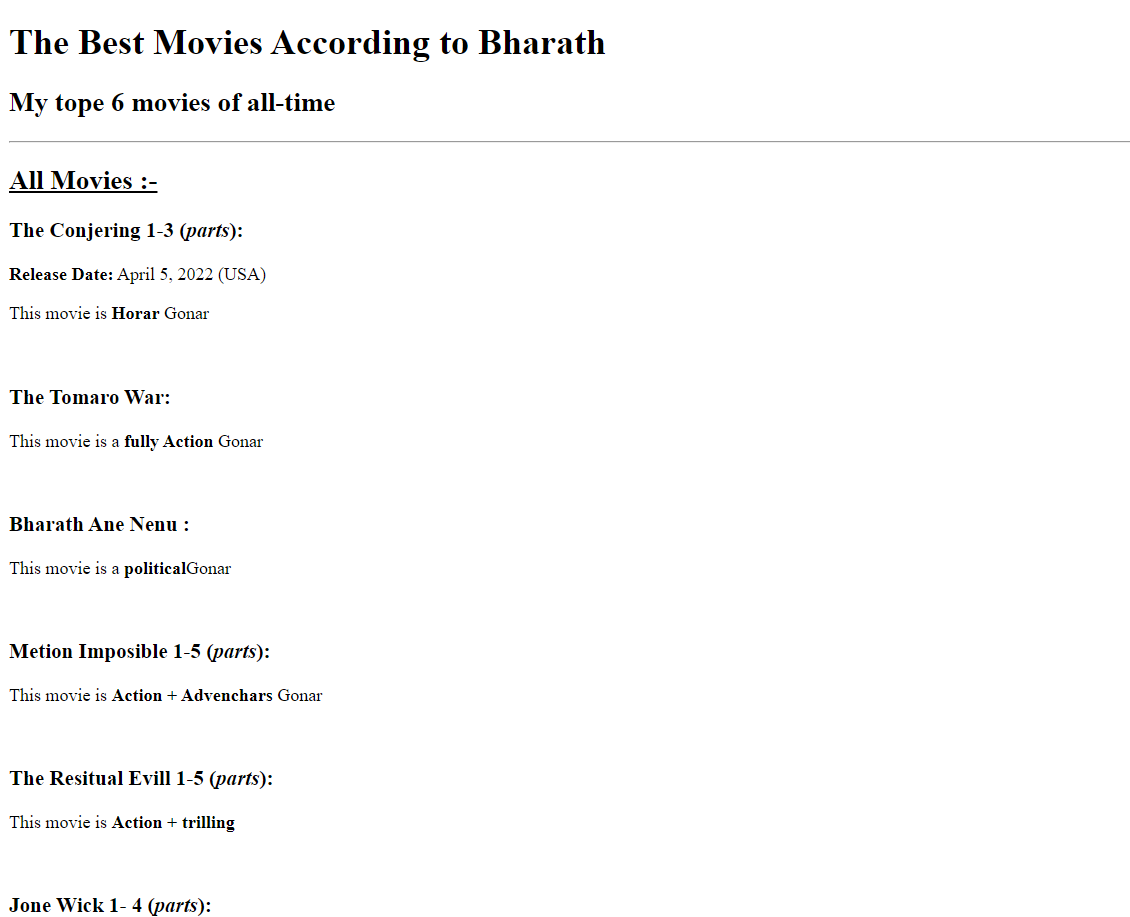 The Best Movies According to Bharath
My tope 6 movies of all-time
All Movies :-
The Conjering 1-3 (parts):
Release Date: April 5, 2022 (USA)
This movie is Horar Gonar
The Tomaro War:
This movie is a fully Action Gonar
Bharath Ane Nenu :
This movie is a politicalGonar
Metion Imposible 1-5 (parts):
This movie is Action + Advenchars Gonar
The Resitual Evill 1-5 (parts):
This movie is Action + trilling
Jone Wick 1- 4 (parts):